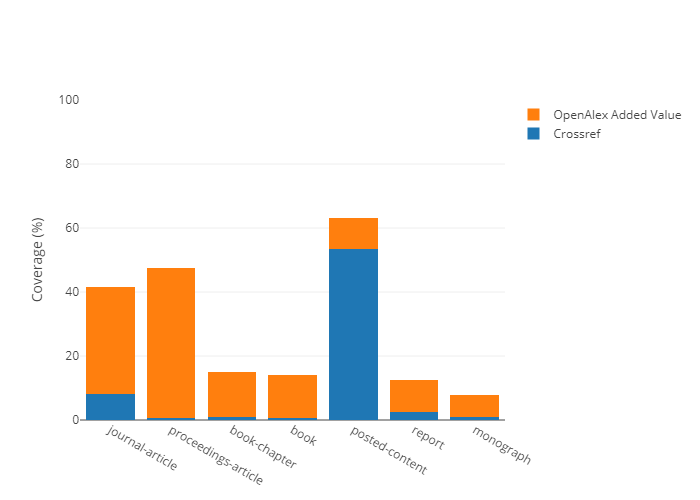 100
80
60
40
20
0
Coverage (%)
journal-article
proceedings-article
book-chapter
book
posted-content
report
monograph
OpenAlex Added Value
Crossref